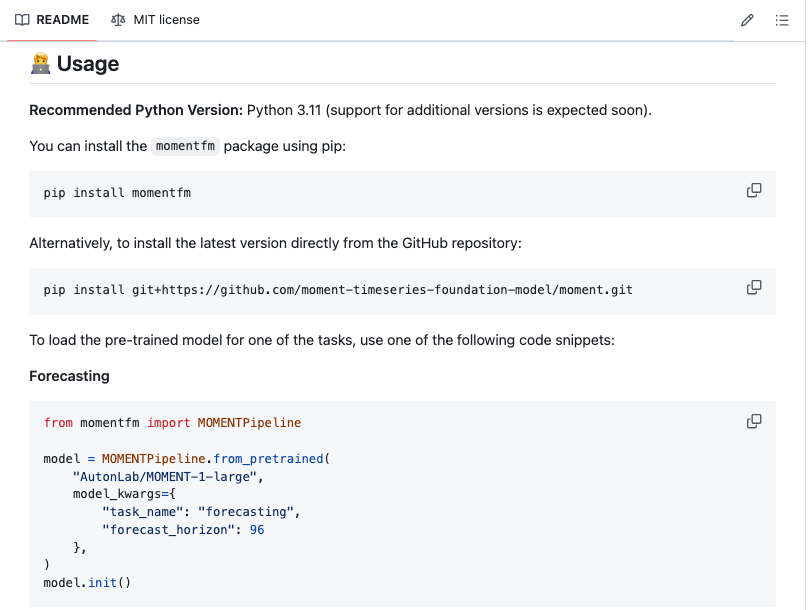 README MIT license
Usage
Recommended Python Version: Python 3.11 (support for additional versions is expected soon).
You can install the momentfm package using pip:
pip install momentfm
Alternatively, to install the latest version directly from the GitHub repository:
pip install git+https://github.com/moment-timeseries-foundation-model/moment.git
To load the pre-trained model for one of the tasks, use one of the following code snippets:
Forecasting
from momentfm import MOMENTPipeline
model = MOMENTPipeline.from_pretrained(
    "AutonLab/MOMENT-1-large",
    model_kwargs={
        "task_name": "forecasting",
        "forecast_horizon": 96
    },
)
model.init()